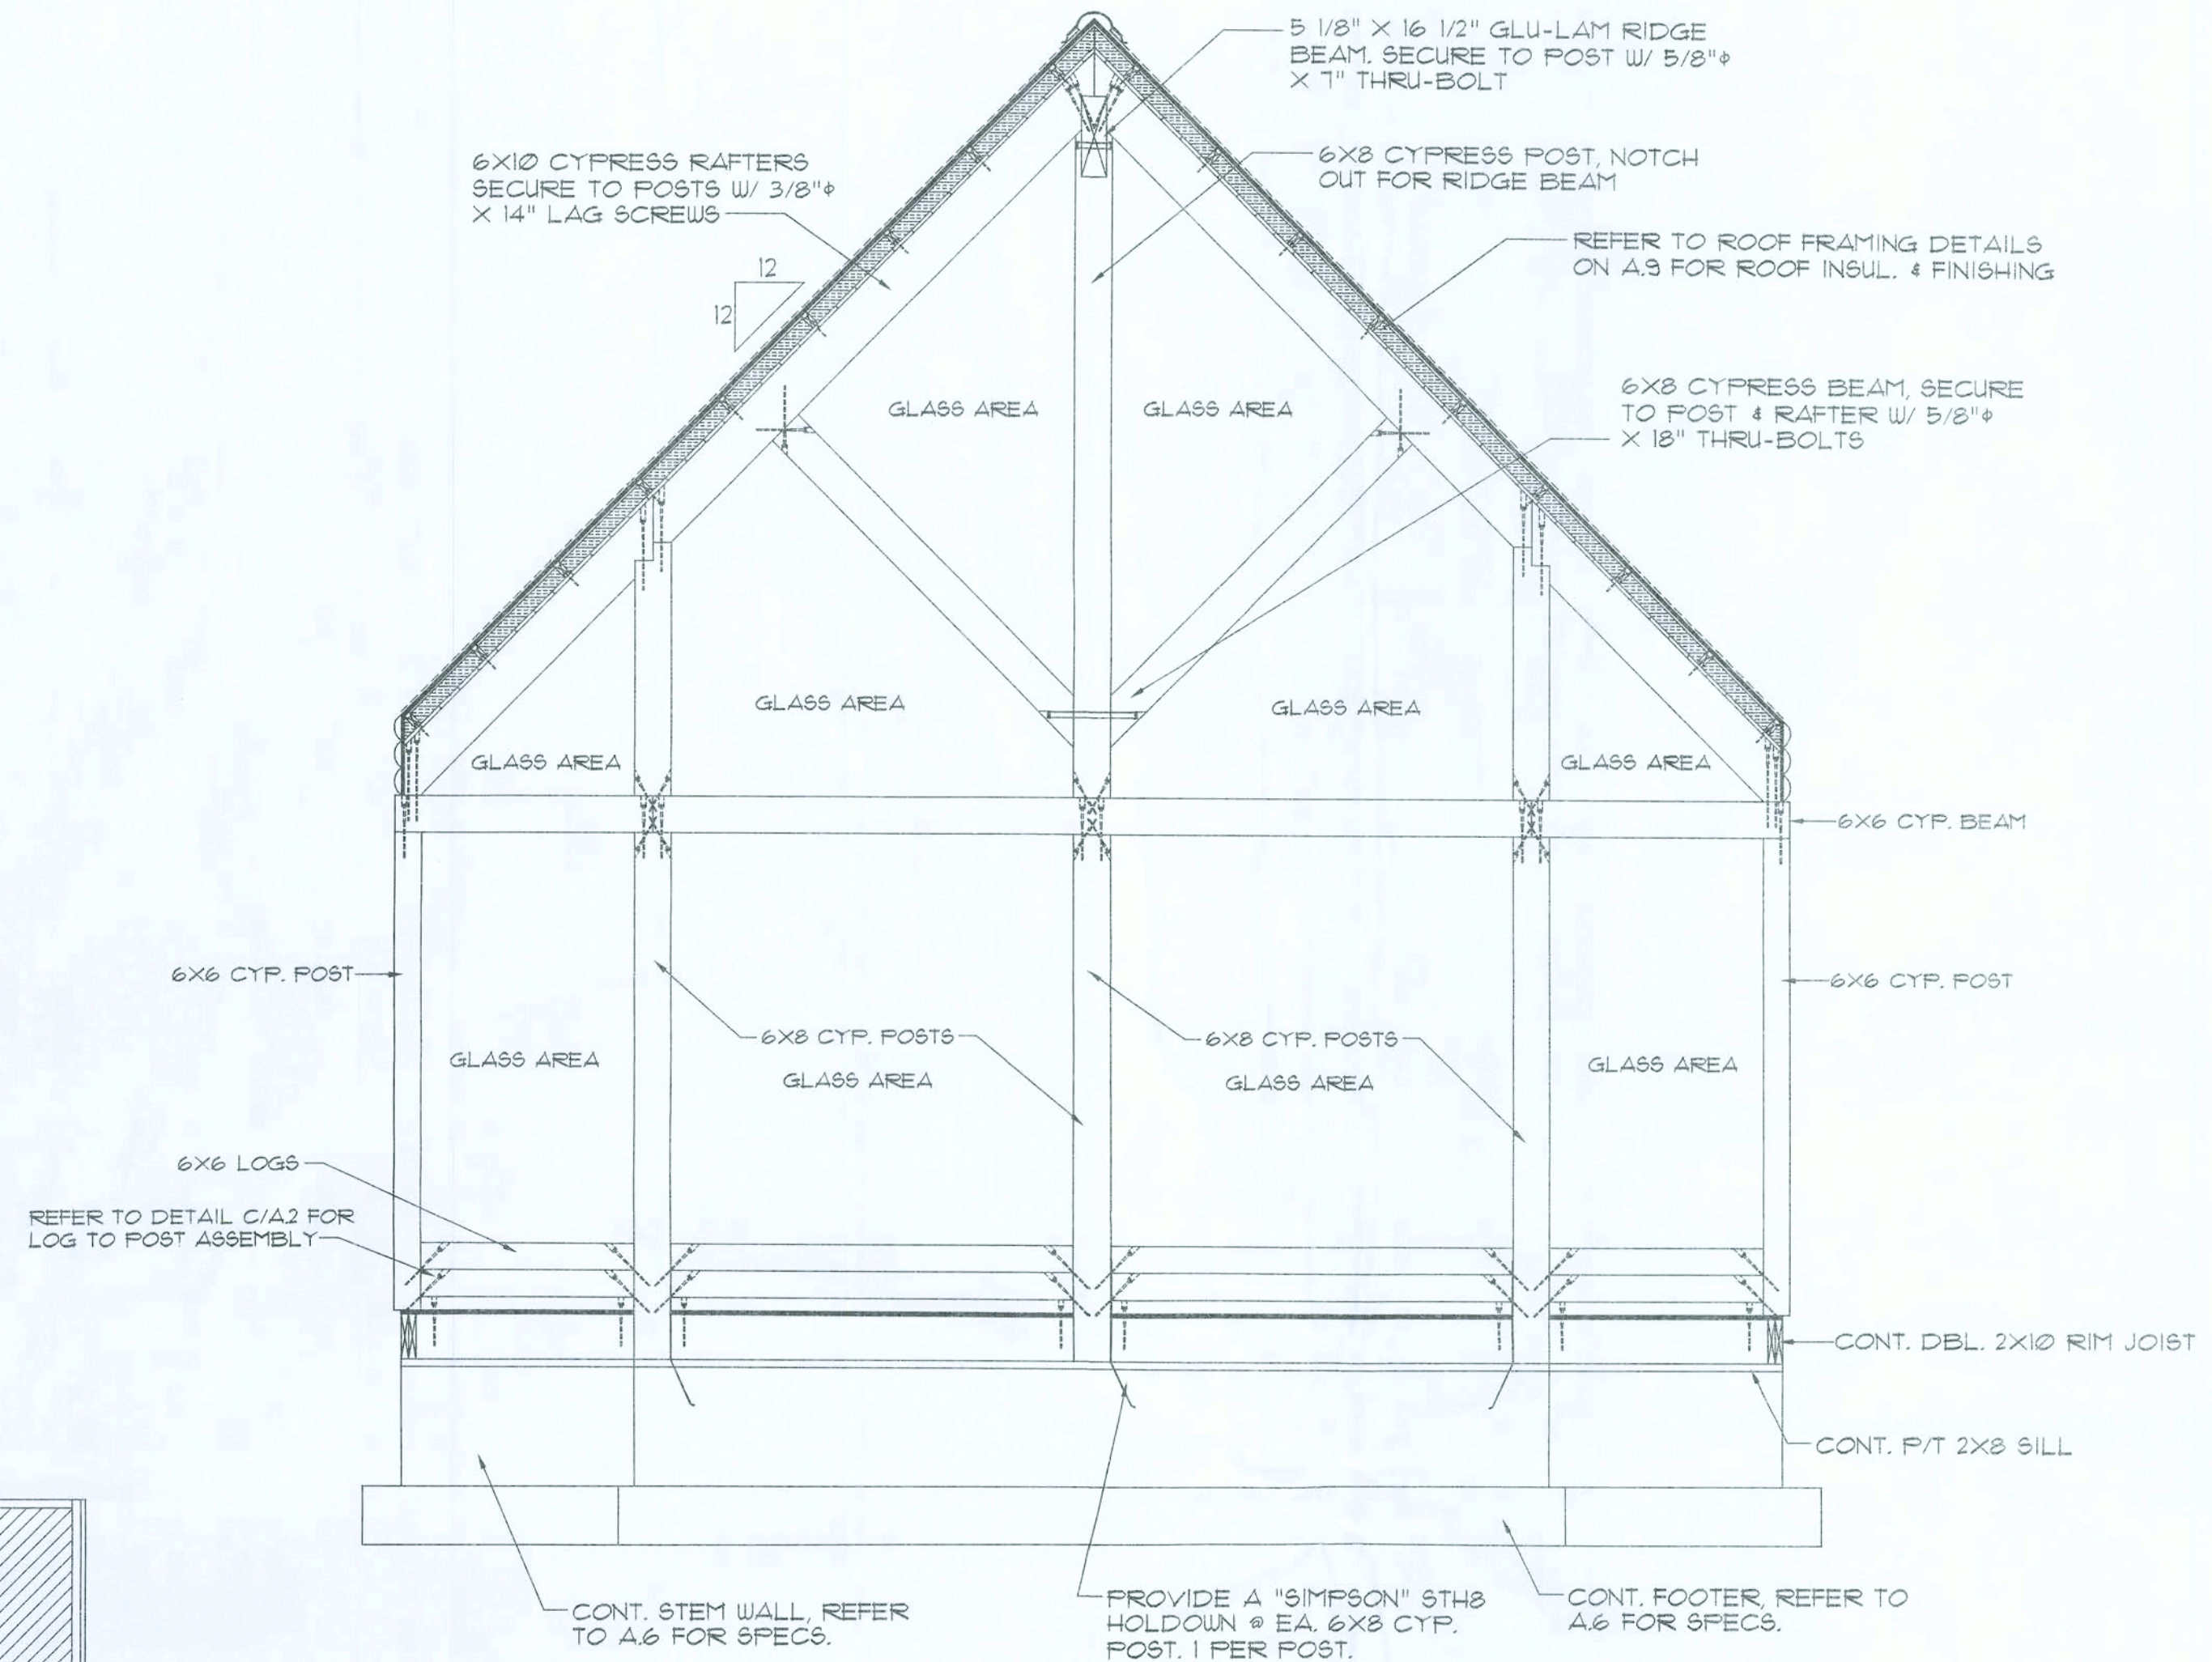 5 1/8" X 16 1/2" GLU-LAM RIDGE
BEAM. SECURE TO POST W/ 5/8"ϕ
X 7" THRU-BOLT
6X10 CYPRESS RAFTERS
SECURE TO POSTS W/ 3/8"ϕ
X 14" LAG SCREWS
6X8 CYPRESS POST, NOTCH
OUT FOR RIDGE BEAM
REFER TO ROOF FRAMING DETAILS
ON A.9 FOR ROOF INSUL. & FINISHING
12
12
6X8 CYPRESS BEAM, SECURE
TO POST & RAFTER W/ 5/8"ϕ
X 18" THRU-BOLTS
GLASS AREA
GLASS AREA
GLASS AREA
GLASS AREA
GLASS AREA
GLASS AREA
6X6 CYP. BEAM
6X6 CYP. POST
6X6 CYP. POST
6X8 CYP. POSTS
6X8 CYP. POSTS
GLASS AREA
GLASS AREA
GLASS AREA
GLASS AREA
6X6 LOGS
REFER TO DETAIL C/A.2 FOR
LOG TO POST ASSEMBLY
CONT. DBL. 2X10 RIM JOIST
CONT. P/T 2X8 SILL
CONT. STEM WALL, REFER
TO A.6 FOR SPECS.
PROVIDE A "SIMPSON" STH8
HOLDOWN @ EA. 6X8 CYP.
POST. 1 PER POST.
CONT. FOOTER, REFER TO
A.6 FOR SPECS.